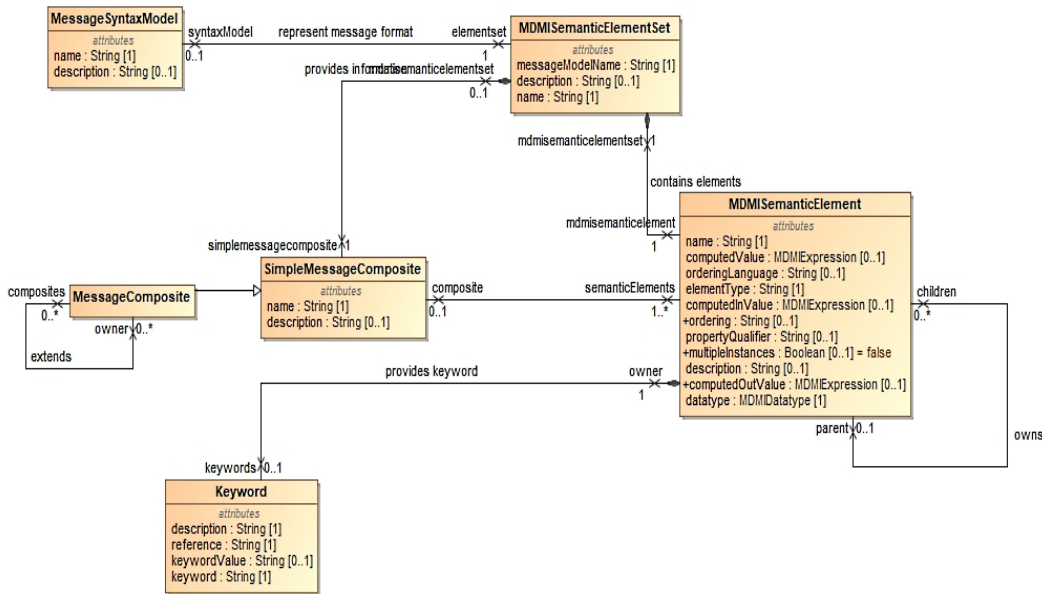 MessageSyntaxModel
attributes
name : String [1]
description : String [0..1]
syntaxModel
0..1
represent message format
elementset
1
MDMISemanticElementSet
attributes
messageModelName : String [1]
description : String [0..1]
name : String [1]
provides information
mdmisemanticelementset
0..1
mdmisemanticelementset
1
contains elements
mdmisemanticelement
1
MDMISemanticElement
attributes
name : String [1]
computedValue : MDMIExpression [0..1]
orderingLanguage : String [0..1]
elementType : String [1]
computedInValue : MDMIExpression [0..1]
+ordering : String [0..1]
propertyQualifier : String [0..1]
+multipleInstances : Boolean [0..1] = false
description : String [0..1]
+computedOutValue : MDMIExpression [0..1]
datatype : MDMIDatatype [1]
simplemessagecomposite
1
SimpleMessageComposite
attributes
name : String [1]
description : String [0..1]
composite
0..1
semanticElements
1..*
composites
0..*
MessageComposite
owner
0..*
extends
children
0..*
parent
0..1
owns
provides keyword
owner
1
keywords
0..1
Keyword
attributes
description : String [1]
reference : String [1]
keywordValue : String [0..1]
keyword : String [1]